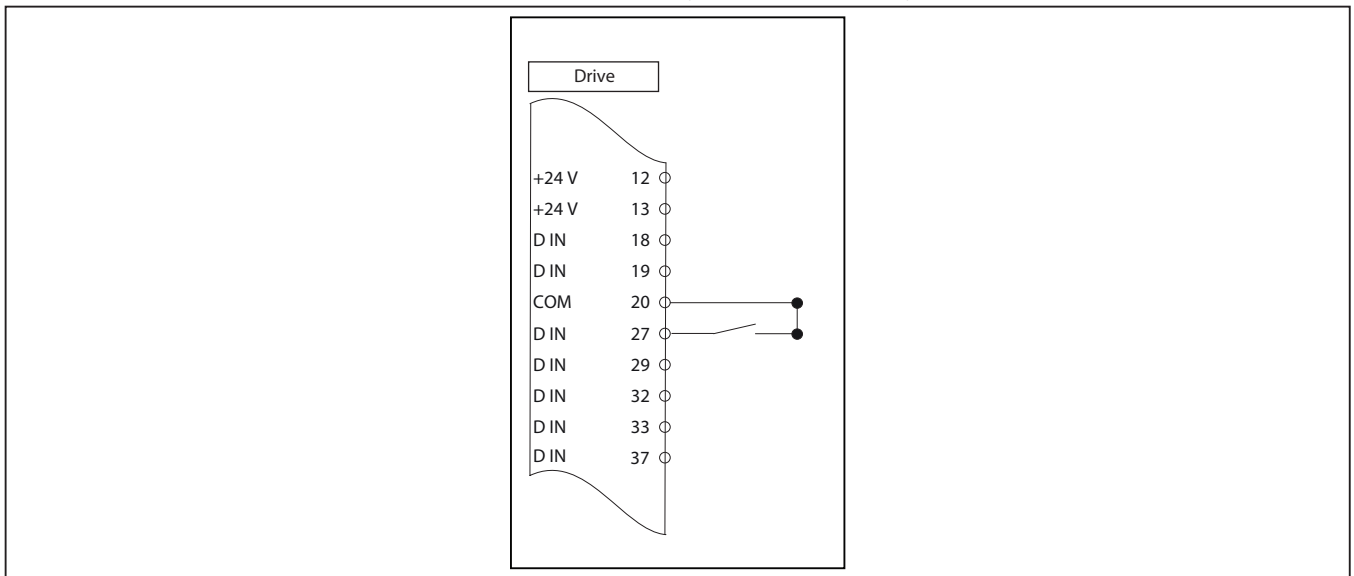 Drive
+24 V 12
+24 V 13
D IN 18
D IN 19
COM 20
D IN 27
D IN 29
D IN 32
D IN 33
D IN 37